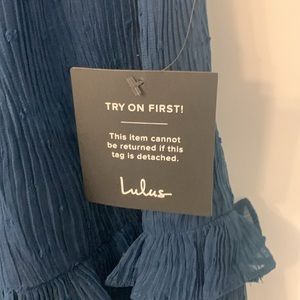 TRY ON FIRST!
This item cannot
be returned if this
tag is detached.
Lulus